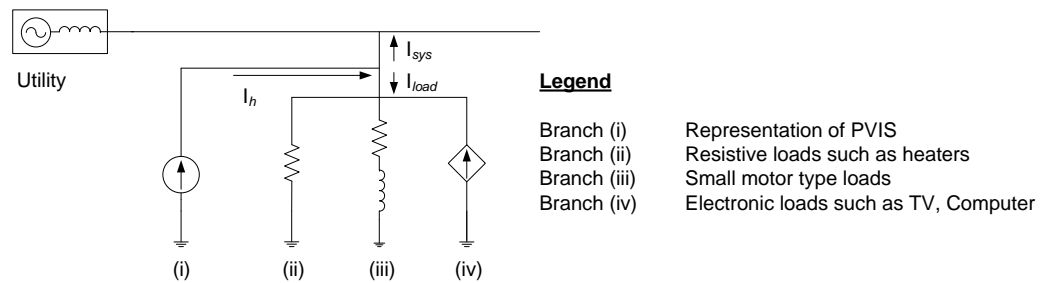 I_sys
Utility
I_load
I_h
Legend
Branch (i) Representation of PVIS
Branch (ii) Resistive loads such as heaters
Branch (iii) Small motor type loads
Branch (iv) Electronic loads such as TV, Computer
(i) (ii) (iii) (iv)